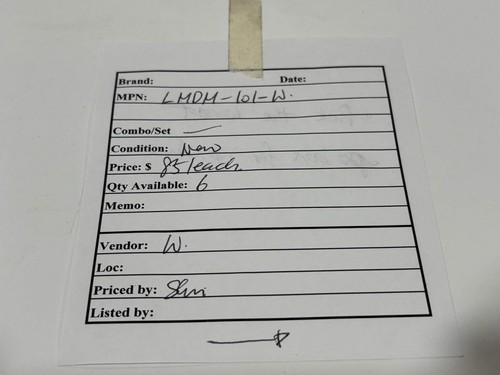 Brand: Date:
MPN: LMDM-101-W.
Combo/Set —
Condition: New
Price: $ 85/each
Qty Available: 6
Memo:
Vendor: W.
Loc:
Priced by:
Listed by: